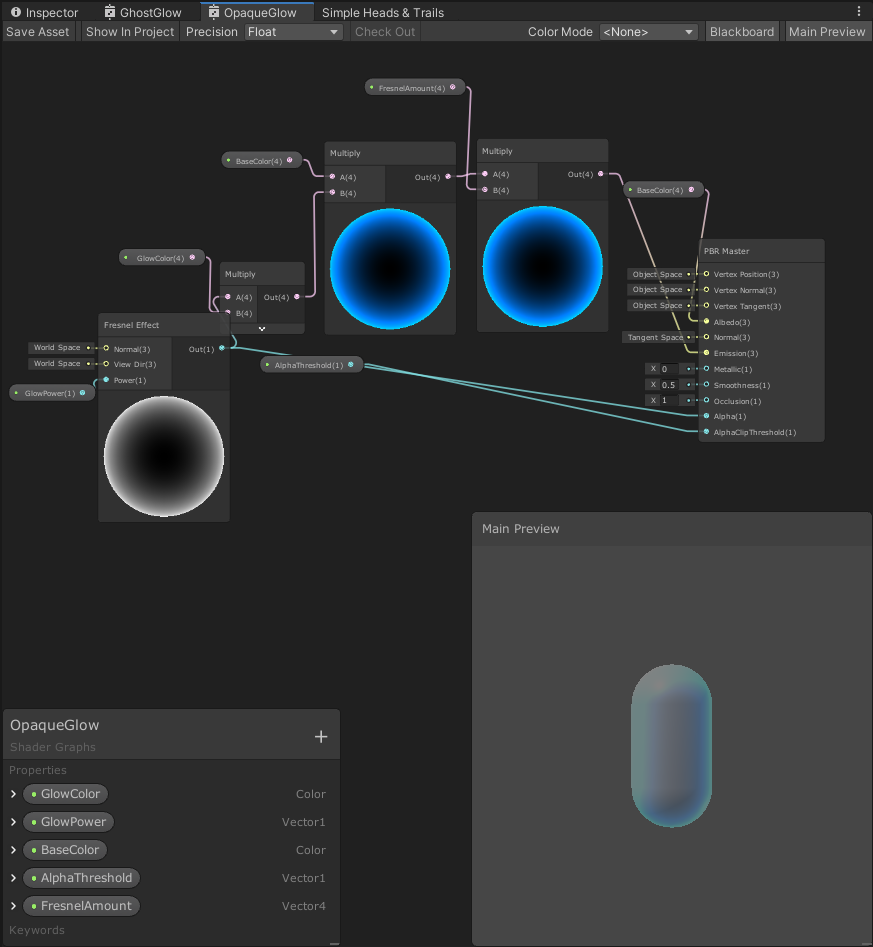 Inspector GhostGlow OpaqueGlow Simple Heads & Trails
Save Asset Show In Project Precision Float Check Out Color Mode <None> Blackboard Main Preview
FresnelAmount(4)
BaseColor(4)
Multiply
A(4) Out(4)
B(4)
Multiply
A(4) Out(4)
B(4)
BaseColor(4)
GlowColor(4)
Multiply
A(4) Out(4)
B(4)
Fresnel Effect
World Space Normal(3) Out(1)
World Space View Dir(3)
GlowPower(1) Power(1)
AlphaThreshold(1)
PBR Master
Object Space Vertex Position(3)
Object Space Vertex Normal(3)
Object Space Vertex Tangent(3)
Albedo(3)
Tangent Space Normal(3)
Emission(3)
X 0 Metallic(1)
X 0.5 Smoothness(1)
X 1 Occlusion(1)
Alpha(1)
AlphaClipThreshold(1)
Main Preview
OpaqueGlow
Shader Graphs
Properties
GlowColor Color
GlowPower Vector1
BaseColor Color
AlphaThreshold Vector1
FresnelAmount Vector4
Keywords